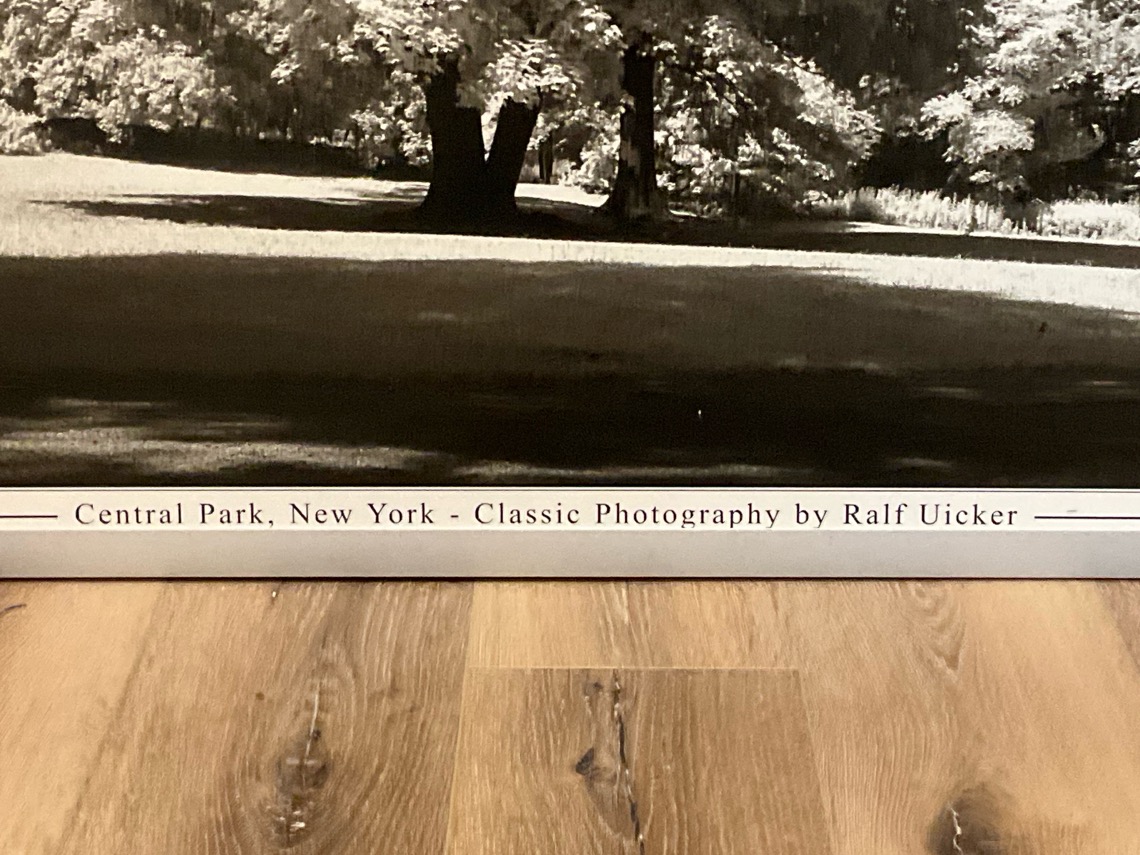 Central Park, New York - Classic Photography by Ralf Uicker